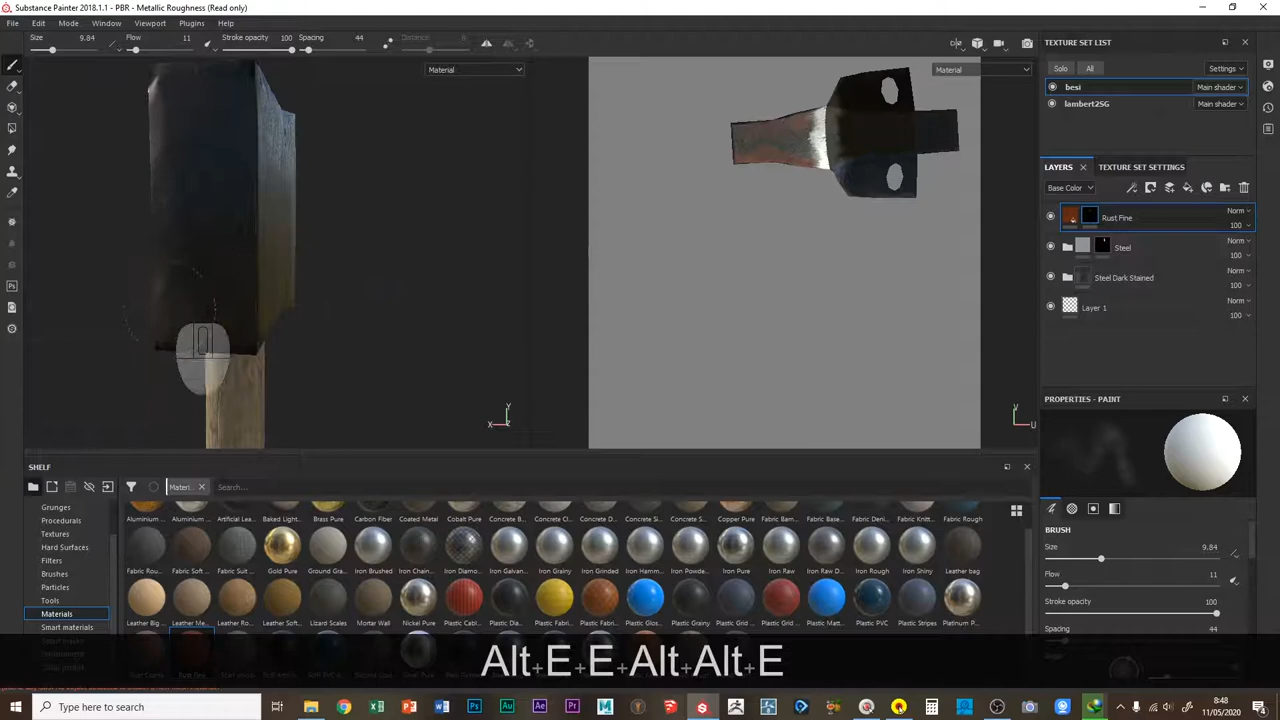 Substance Painter 2018.1.1 - PBR - Metallic Roughness (Read only)
File Edit Mode Window Viewport Plugins Help
Size 9.84 Flow 11 Stroke opacity 100 Spacing 44 Distance
Material
Material
TEXTURE SET LIST
Solo All Settings
besi Main shader
lambert2SG Main shader
LAYERS TEXTURE SET SETTINGS
Base Color
Rust Fine Norm 100
Steel Norm 100
Steel Dark Stained Norm 100
Layer 1 Norm 100
PROPERTIES - PAINT
BRUSH
Size 9.84
Flow 11
Stroke opacity 100
Spacing 44
X Y
V U
SHELF
Materi... Search...
Grunges
Procedurals
Textures
Hard Surfaces
Filters
Brushes
Particles
Tools
Materials
Smart materials
Aluminium ... Aluminium ... Artificial Lea... Baked Light... Brass Pure Carbon Fiber Coated Metal Cobalt Pure Concrete B... Concrete Cl... Concrete D... Concrete Si... Concrete S... Copper Pure Fabric Bam... Fabric Base... Fabric Deni... Fabric Knitt... Fabric Rough
Fabric Rou... Fabric Soft ... Fabric Suit ... Gold Pure Ground Gra... Iron Brushed Iron Chain... Iron Diamo... Iron Galvan... Iron Grainy Iron Grinded Iron Hamm... Iron Powde... Iron Pure Iron Raw Iron Raw D... Iron Rough Iron Shiny Leather bag
Leather Big ... Leather Me... Leather Ro... Leather Soft... Lizard Scales Mortar Wall Nickel Pure Plastic Cabl... Plastic Dia... Plastic Fabri... Plastic Fabri... Plastic Glos... Plastic Grainy Plastic Grid ... Plastic Grid ... Plastic Matt... Plastic PVC Plastic Stripes Platinum P...
Alt+E+E+Alt+Alt+E
Type here to search
8:48
11/05/2020